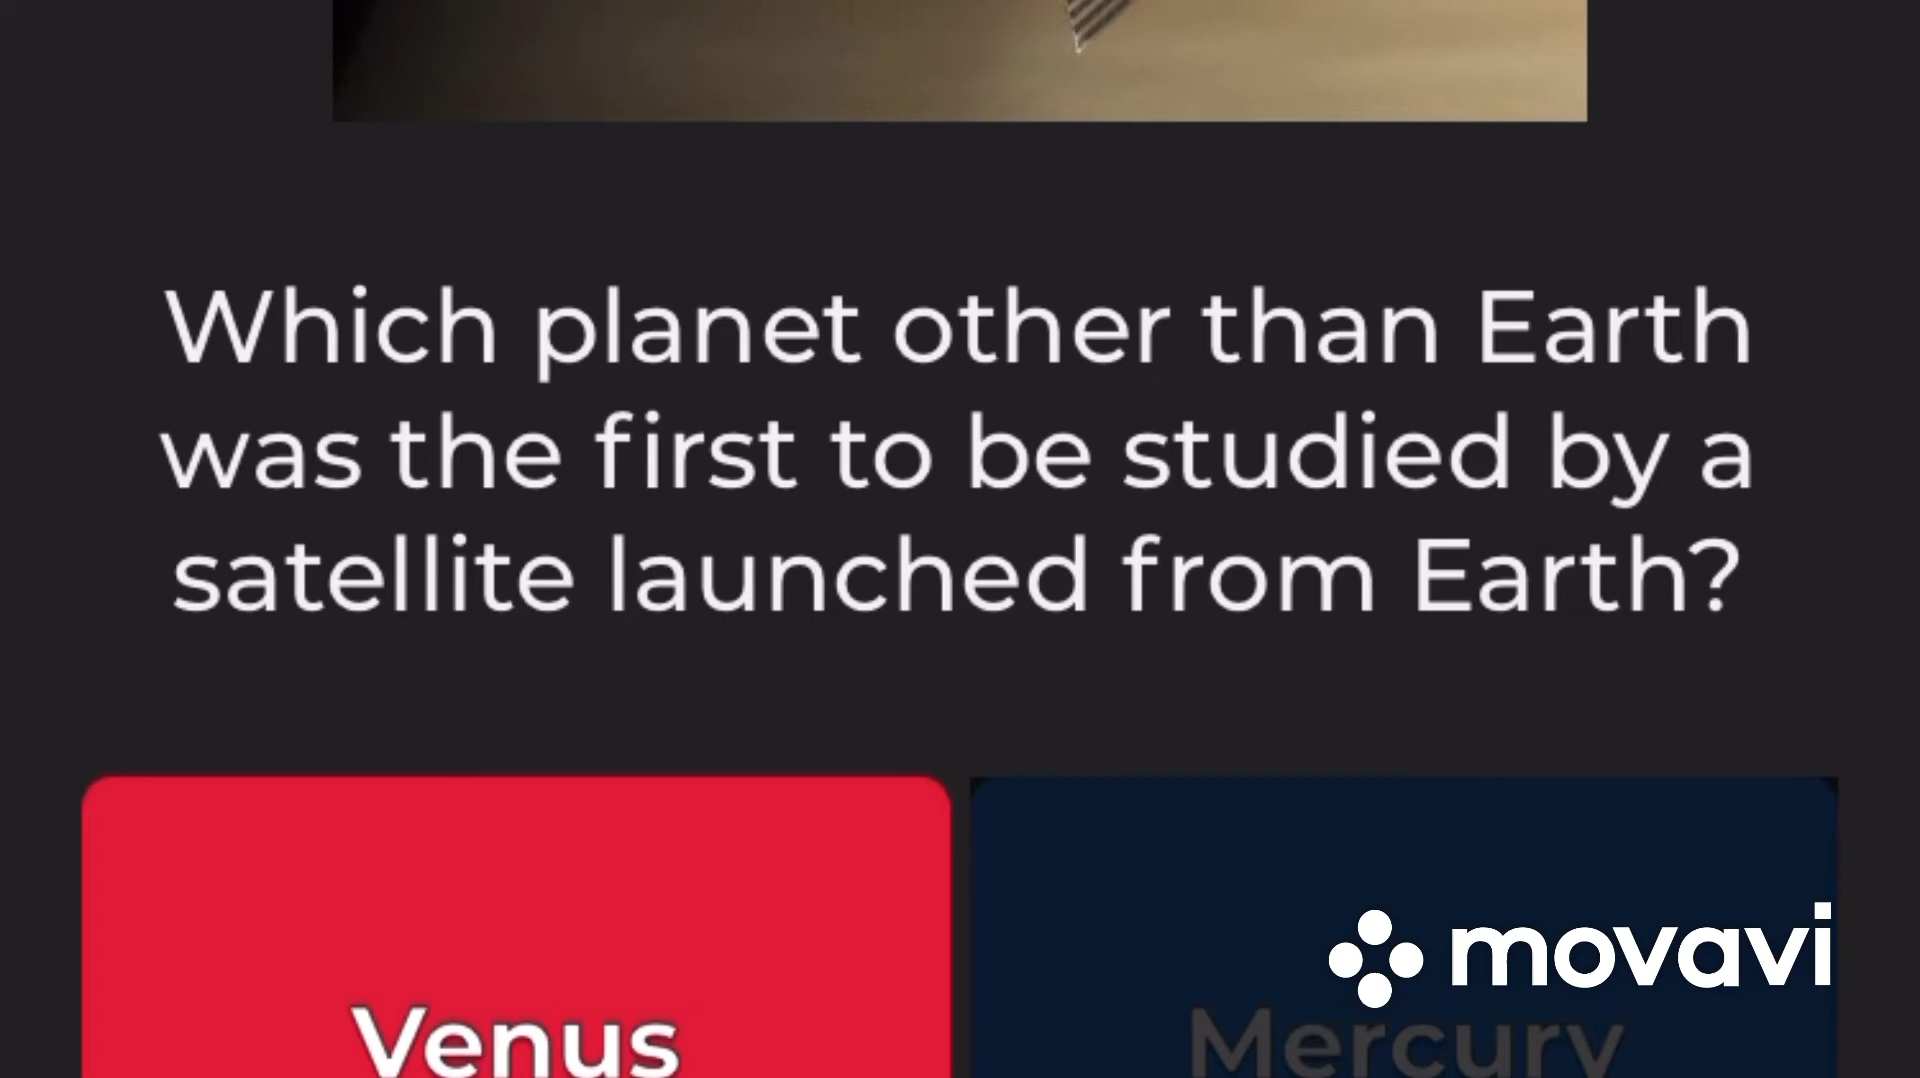 Which planet other than Earth
was the first to be studied by a
satellite launched from Earth?
movavi
Venus
Mercury